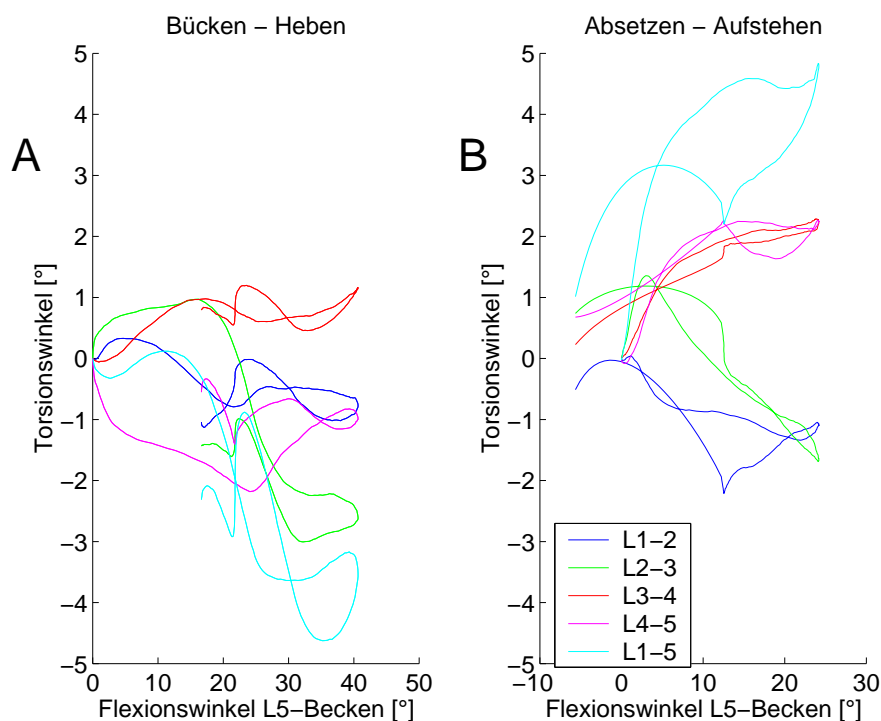 Bücken – Heben
A
Torsionswinkel [°]
5
4
3
2
1
0
–1
–2
–3
–4
–5
0
10
20
30
40
50
Flexionswinkel L5–Becken [°]
Absetzen – Aufstehen
B
Torsionswinkel [°]
5
4
3
2
1
0
–1
–2
–3
–4
–5
–10
0
10
20
30
Flexionswinkel L5–Becken [°]
L1–2
L2–3
L3–4
L4–5
L1–5